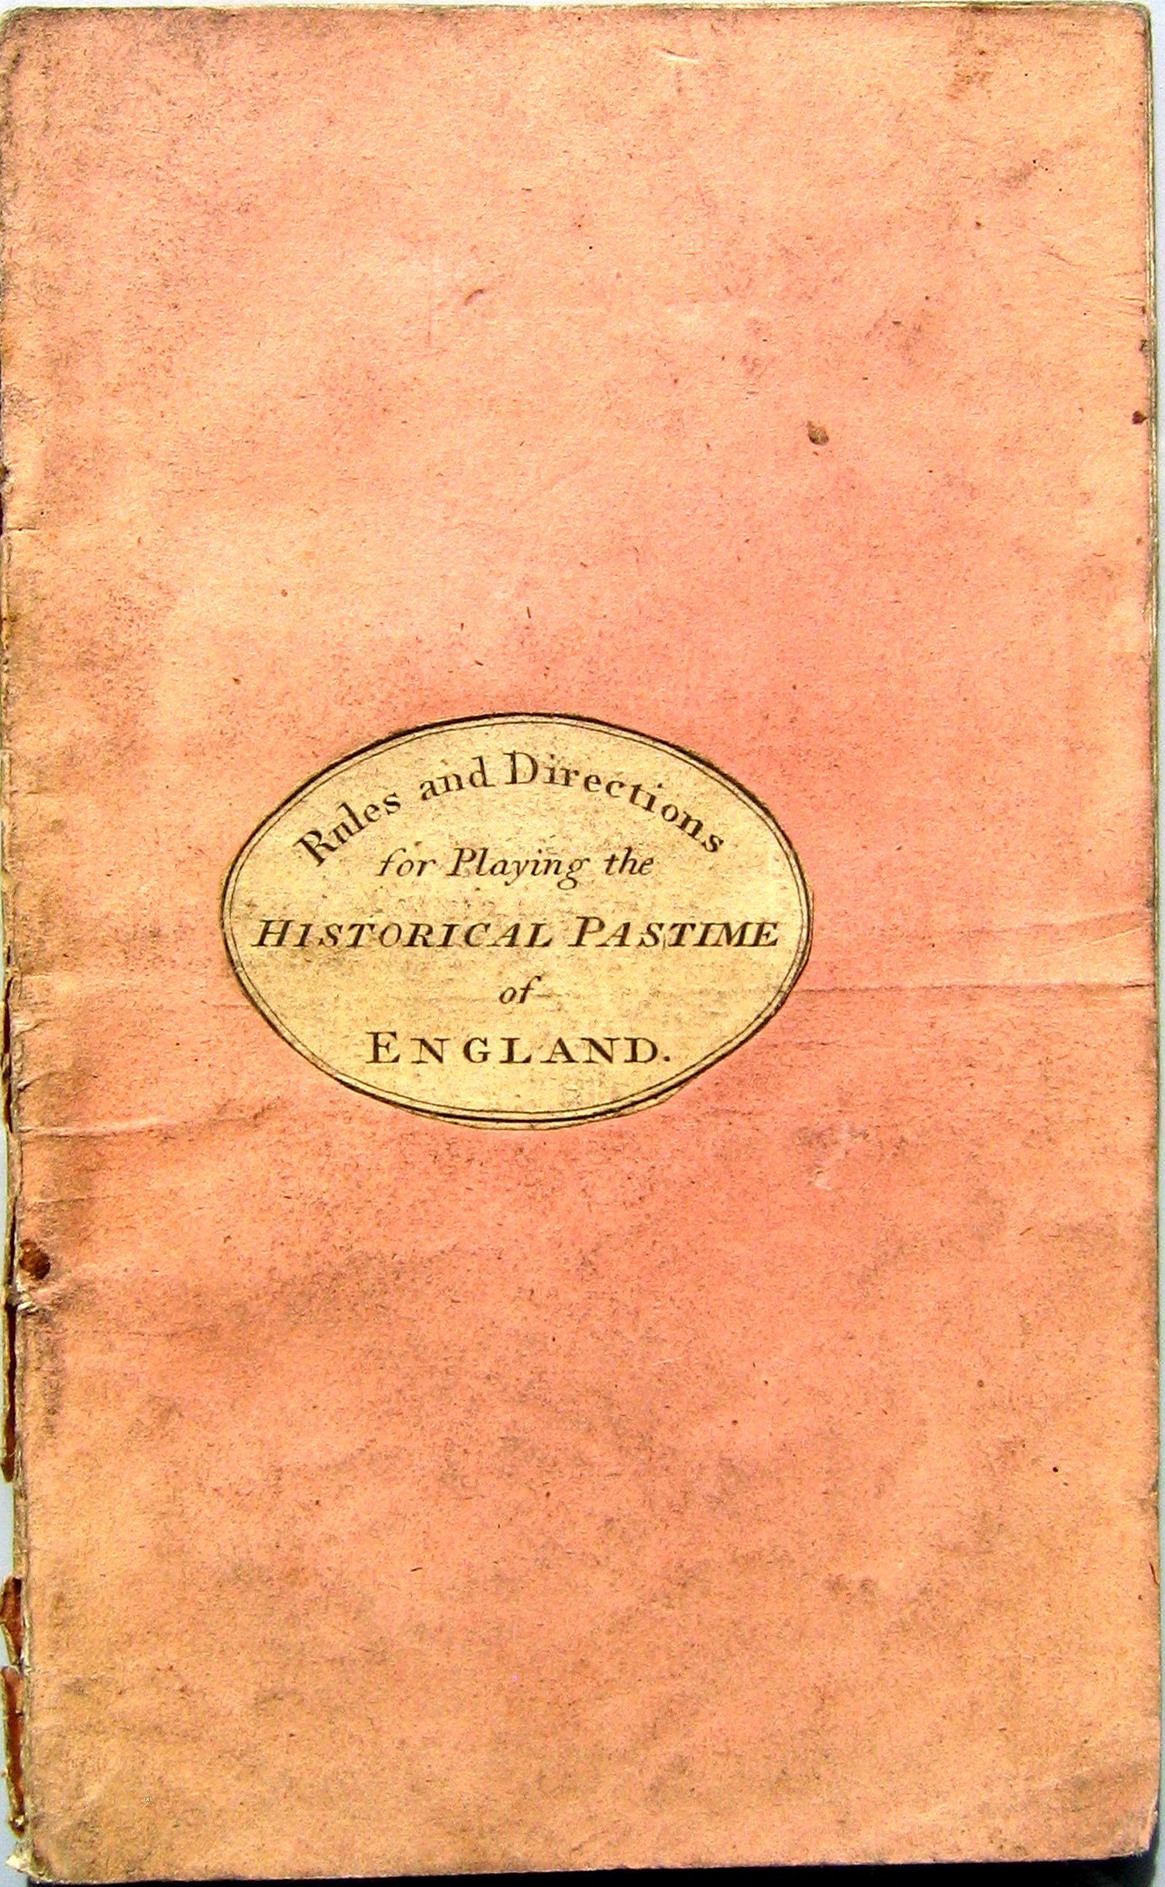 Rules and Directions
for Playing the
HISTORICAL PASTIME
of
ENGLAND.